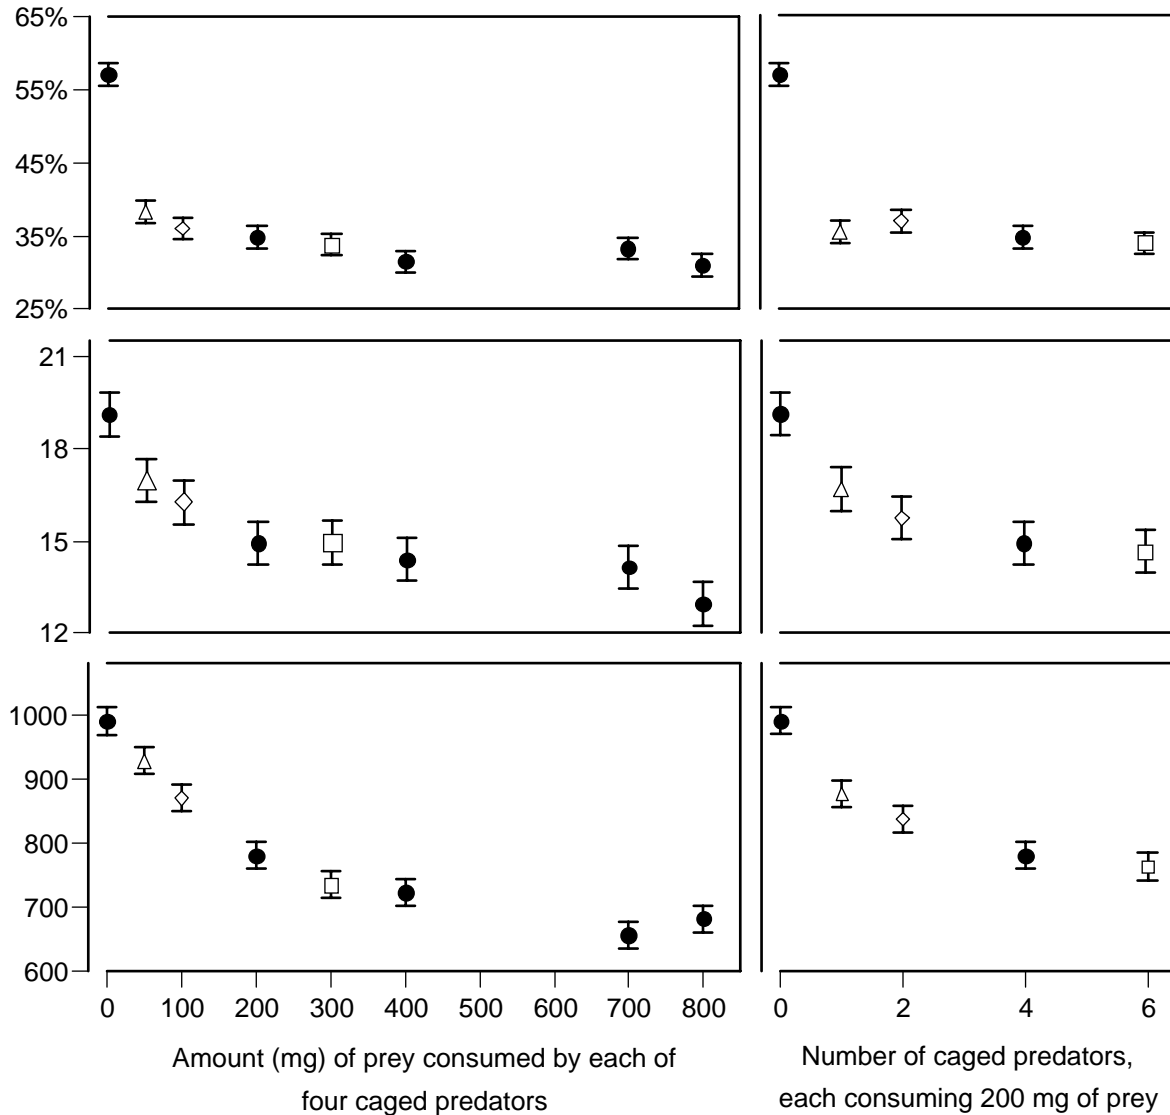 65%
55%
45%
35%
25%
21
18
15
12
1000
900
800
700
600
0 100 200 300 400 500 600 700 800
0 2 4 6
Amount (mg) of prey consumed by each of
four caged predators
Number of caged predators,
each consuming 200 mg of prey